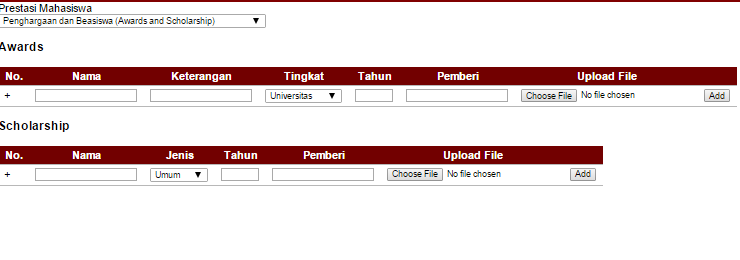 Prestasi Mahasiswa
Penghargaan dan Beasiswa (Awards and Scholarship)
Awards
No. Nama Keterangan Tingkat Tahun Pemberi Upload File
+ Universitas Choose File No file chosen Add
Scholarship
No. Nama Jenis Tahun Pemberi Upload File
+ Umum Choose File No file chosen Add